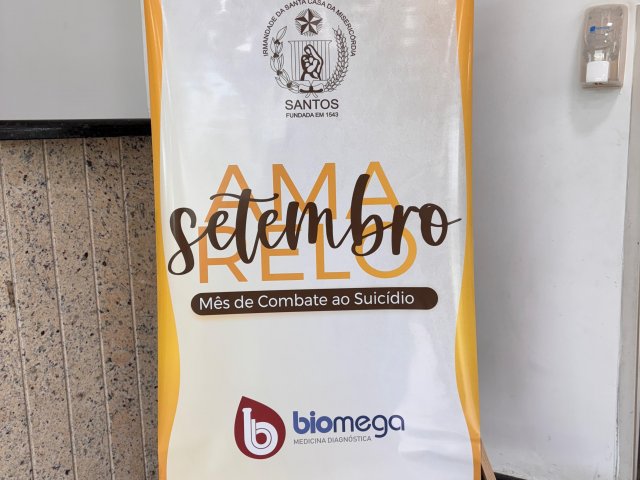 IRMANDADE DA SANTA CASA DA MISERICÓRDIA
SANTOS
FUNDADA EM 1543
AMA
setembro
RELO
Mês de Combate ao Suicídio
b biomega
MEDICINA DIAGNÓSTICA